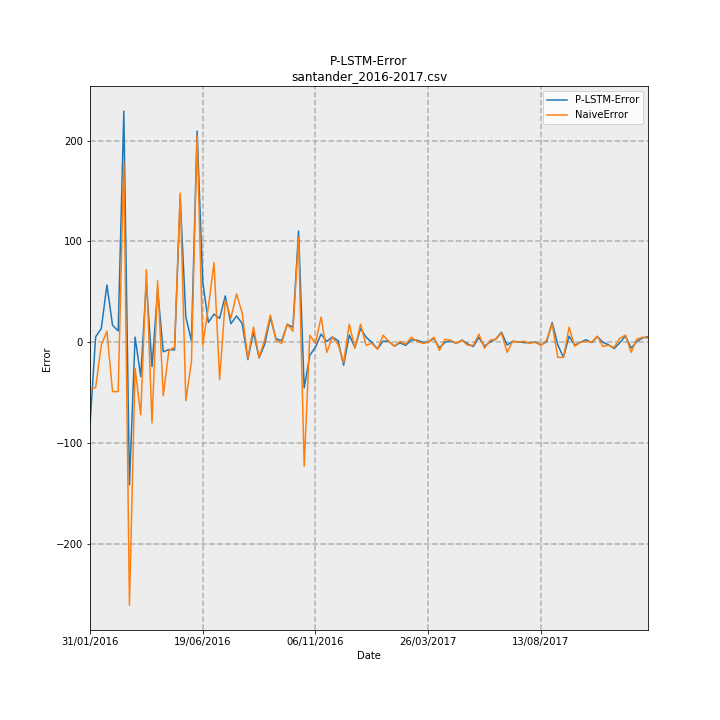 P-LSTM-Error
santander_2016-2017.csv
P-LSTM-Error
NaiveError
200
100
0
−100
−200
Error
31/01/2016
19/06/2016
06/11/2016
26/03/2017
13/08/2017
Date